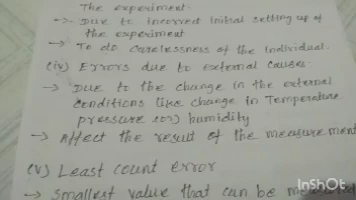 The experiment.
→ Due to incorrect initial setting up of
the experiment
→ To do carelessness of the individual.
(iv) Errors due to external causes:
→ Due to the change in the external
conditions like change in Temperature
pressure (or) humidity
→ Affect the result of the measurement
(v) Least count error
→ Smallest value that can be measured
InShOt